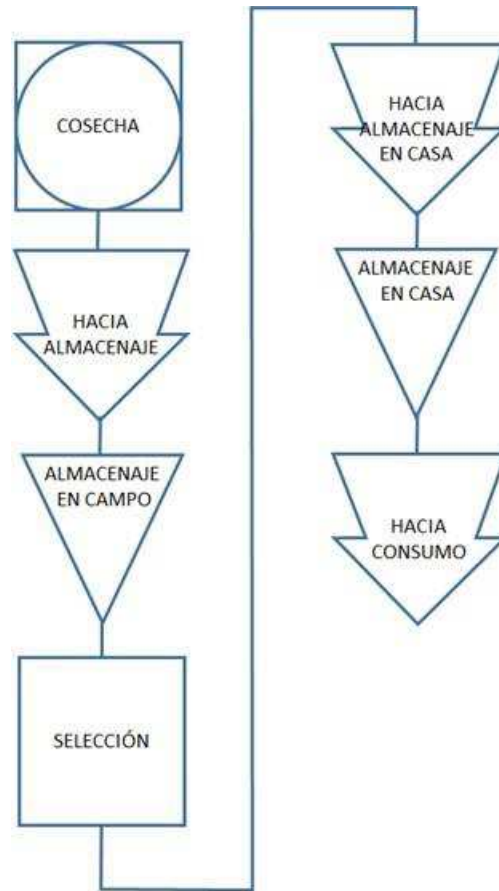 COSECHA
HACIA
ALMACENAJE
ALMACENAJE
EN CAMPO
SELECCIÓN
HACIA
ALMACENAJE
EN CASA
ALMACENAJE
EN CASA
HACIA
CONSUMO